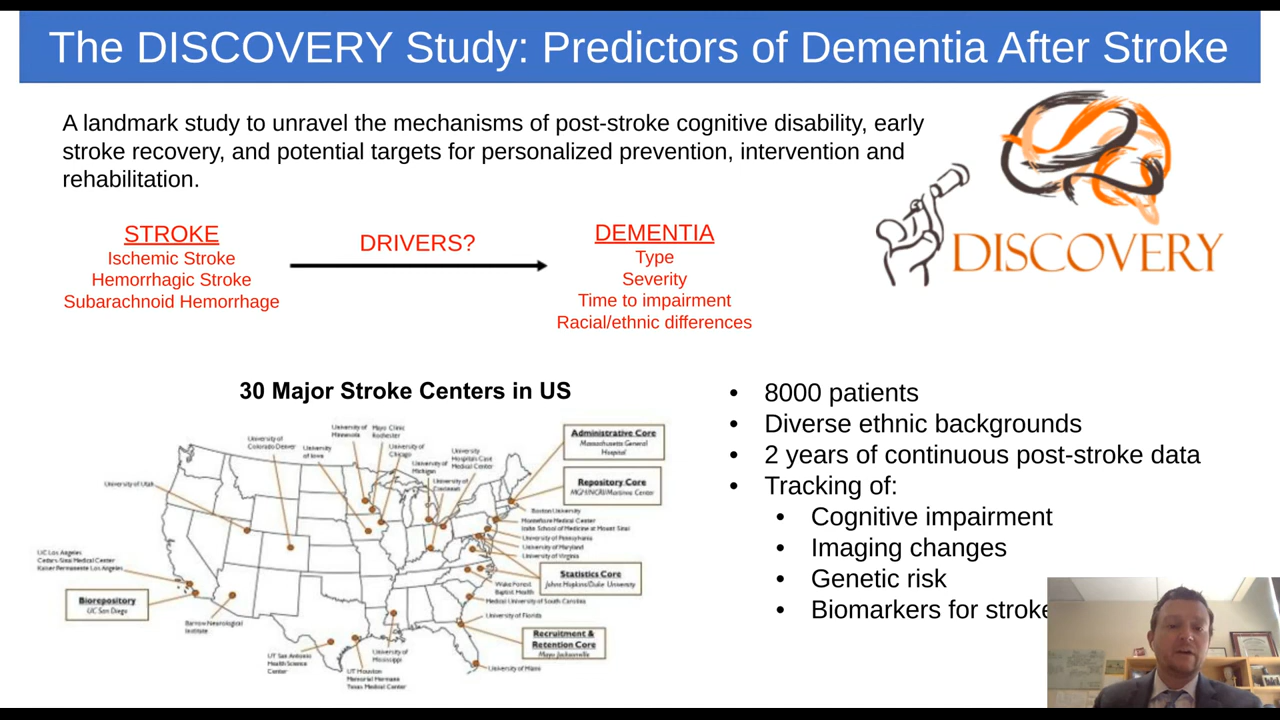 The DISCOVERY Study: Predictors of Dementia After Stroke
A landmark study to unravel the mechanisms of post-stroke cognitive disability, early
stroke recovery, and potential targets for personalized prevention, intervention and
rehabilitation.
DISCOVERY
STROKE
Ischemic Stroke
Hemorrhagic Stroke
Subarachnoid Hemorrhage
DRIVERS?
DEMENTIA
Type
Severity
Time to impairment
Racial/ethnic differences
30 Major Stroke Centers in US
University of
Minnesota
Mayo Clinic
Rochester
University of
Colorado Denver
University
of Iowa
University of
Chicago
University of
Michigan
University
Hospitals Case
Medical Center
University of
Cincinnati
University of Utah
UC Los Angeles
Cedars-Sinai Medical Center
Kaiser Permanente Los Angeles
Biorepository
UC San Diego
Barrow Neurological
Institute
UT San Antonio
Health Science
Center
UT Houston
Memorial Hermann
Texas Medical Center
University of
Mississippi
Administrative Core
Massachusetts General
Hospital
Repository Core
MGH/NCRI/Martinos Center
Boston University
Montefiore Medical Center
Icahn School of Medicine at Mount Sinai
University of Pennsylvania
University of Maryland
University of Virginia
Statistics Core
Johns Hopkins/Duke University
Wake Forest
Baptist Health
Medical University of South Carolina
University of Florida
Recruitment &
Retention Core
Mayo Jacksonville
University of Miami
• 8000 patients
• Diverse ethnic backgrounds
• 2 years of continuous post-stroke data
• Tracking of:
• Cognitive impairment
• Imaging changes
• Genetic risk
• Biomarkers for stroke